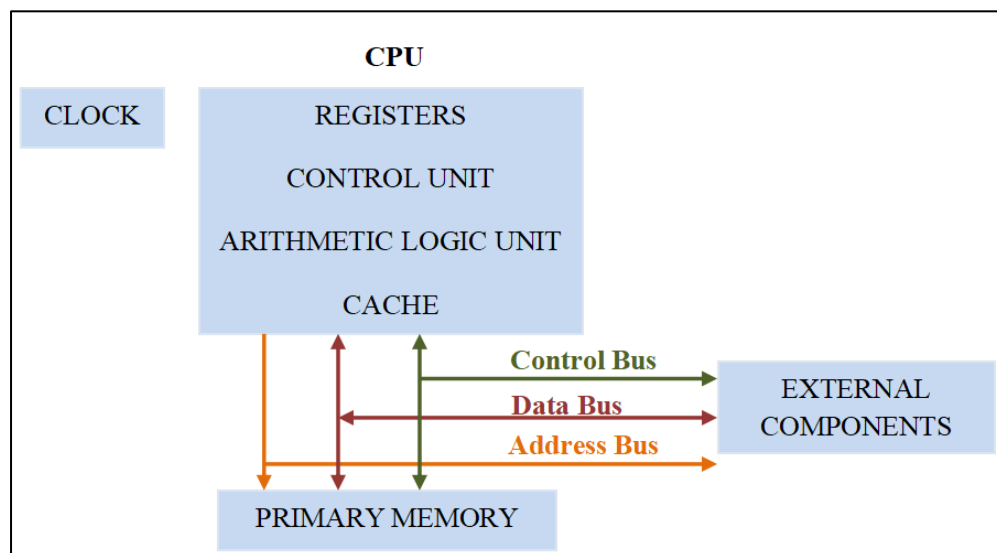 CPU
CLOCK
REGISTERS
CONTROL UNIT
ARITHMETIC LOGIC UNIT
CACHE
Control Bus
Data Bus
Address Bus
EXTERNAL
COMPONENTS
PRIMARY MEMORY